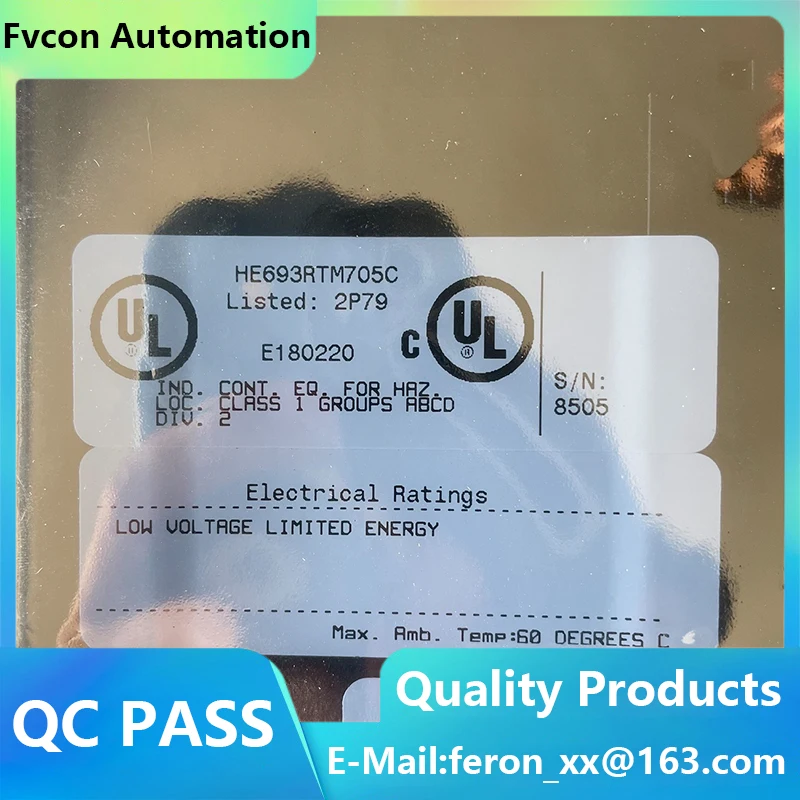 Fvcon Automation
HE693RTM705C
Listed: 2P79
E180220
UL
®
C UL
®
IND. CONT. EQ. FOR HAZ.
LOC. CLASS 1 GROUPS ABCD
DIV. 2
S/N:
8505
Electrical Ratings
LOW VOLTAGE LIMITED ENERGY
Max. Amb. Temp:60 DEGREES C
QC PASS
Quality Products
E-Mail:feron_xx@163.com